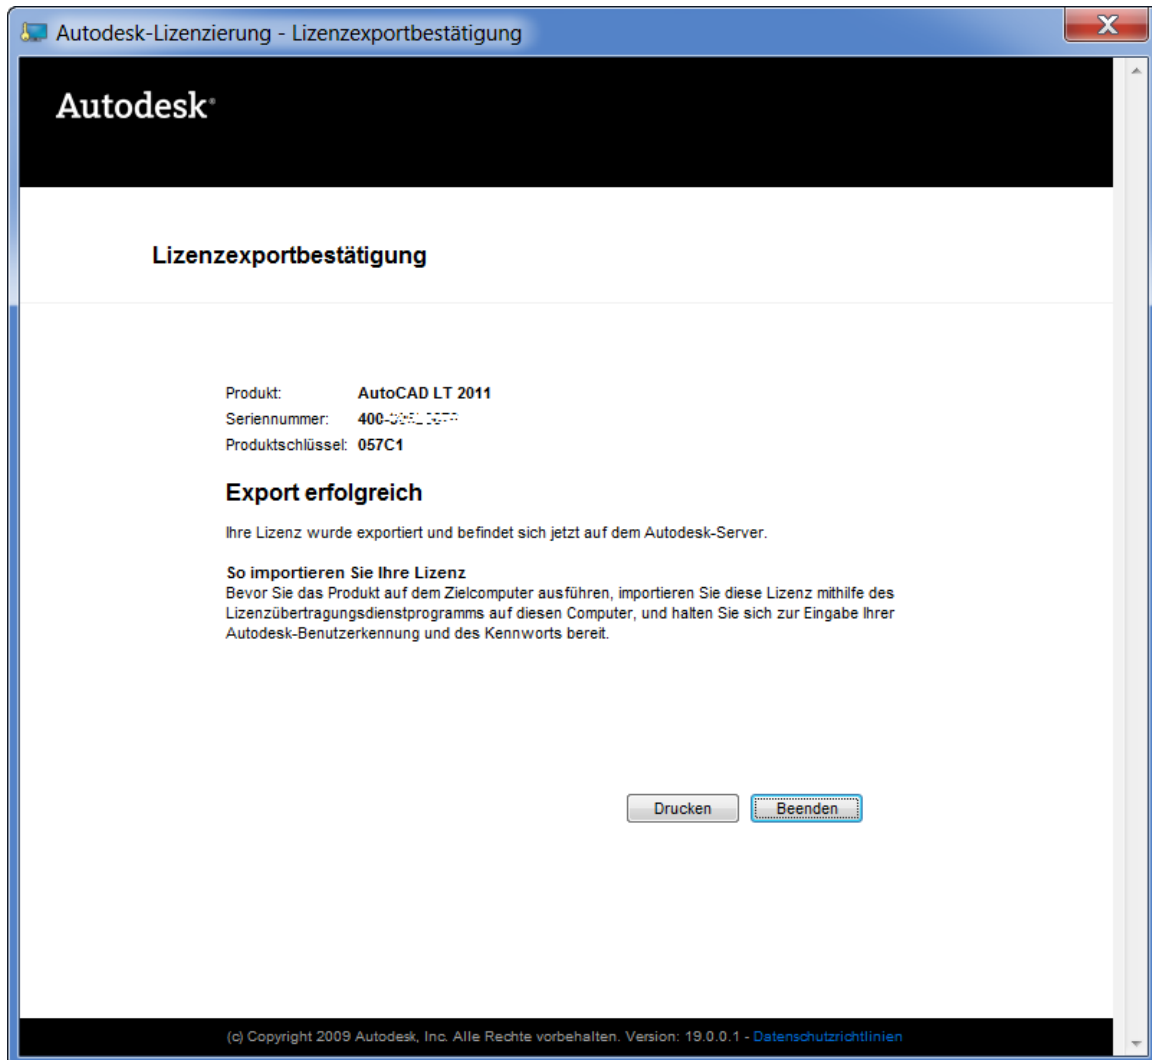 Autodesk-Lizenzierung - Lizenzexportbestätigung
Autodesk®
Lizenzexportbestätigung
Produkt: AutoCAD LT 2011
Seriennummer: 400-
Produktschlüssel: 057C1
Export erfolgreich
Ihre Lizenz wurde exportiert und befindet sich jetzt auf dem Autodesk-Server.
So importieren Sie Ihre Lizenz
Bevor Sie das Produkt auf dem Zielcomputer ausführen, importieren Sie diese Lizenz mithilfe des
Lizenzübertragungsdienstprogramms auf diesen Computer, und halten Sie sich zur Eingabe Ihrer
Autodesk-Benutzerkennung und des Kennworts bereit.
Drucken Beenden
(c) Copyright 2009 Autodesk, Inc. Alle Rechte vorbehalten. Version: 19.0.0.1 - Datenschutzrichtlinien